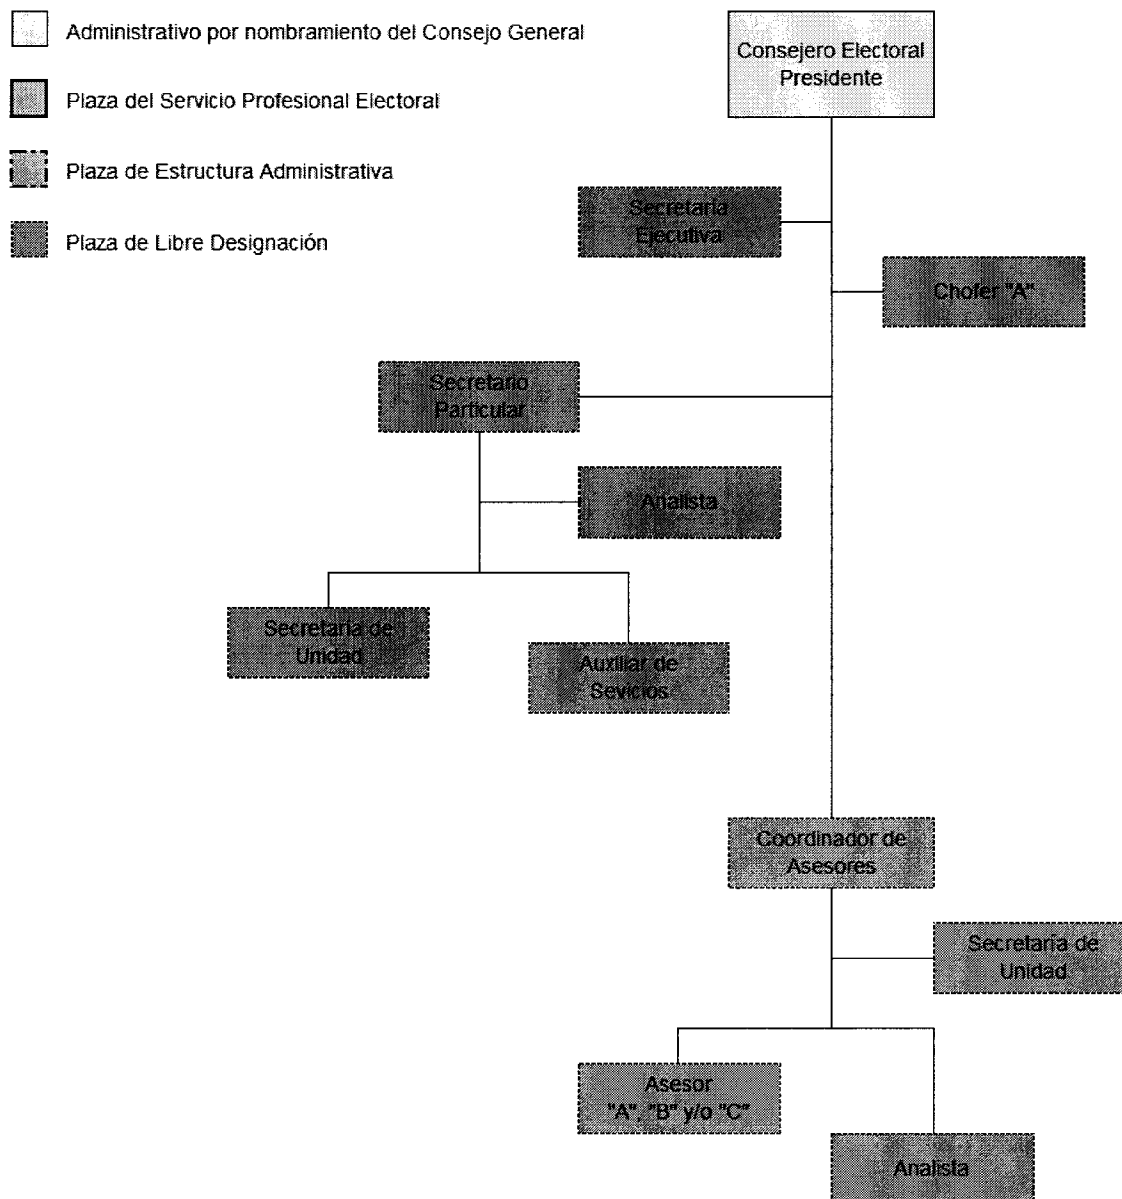 Administrativo por nombramiento del Consejo General
Plaza del Servicio Profesional Electoral
Plaza de Estructura Administrativa
Plaza de Libre Designación
Consejero Electoral
Presidente
Secretaria
Ejecutiva
Chofer "A"
Secretario
Particular
Analista
Secretaria de
Unidad
Auxiliar de
Sevicios
Coordinador de
Asesores
Secretaría de
Unidad
Asesor
"A", "B" y/o "C"
Analista